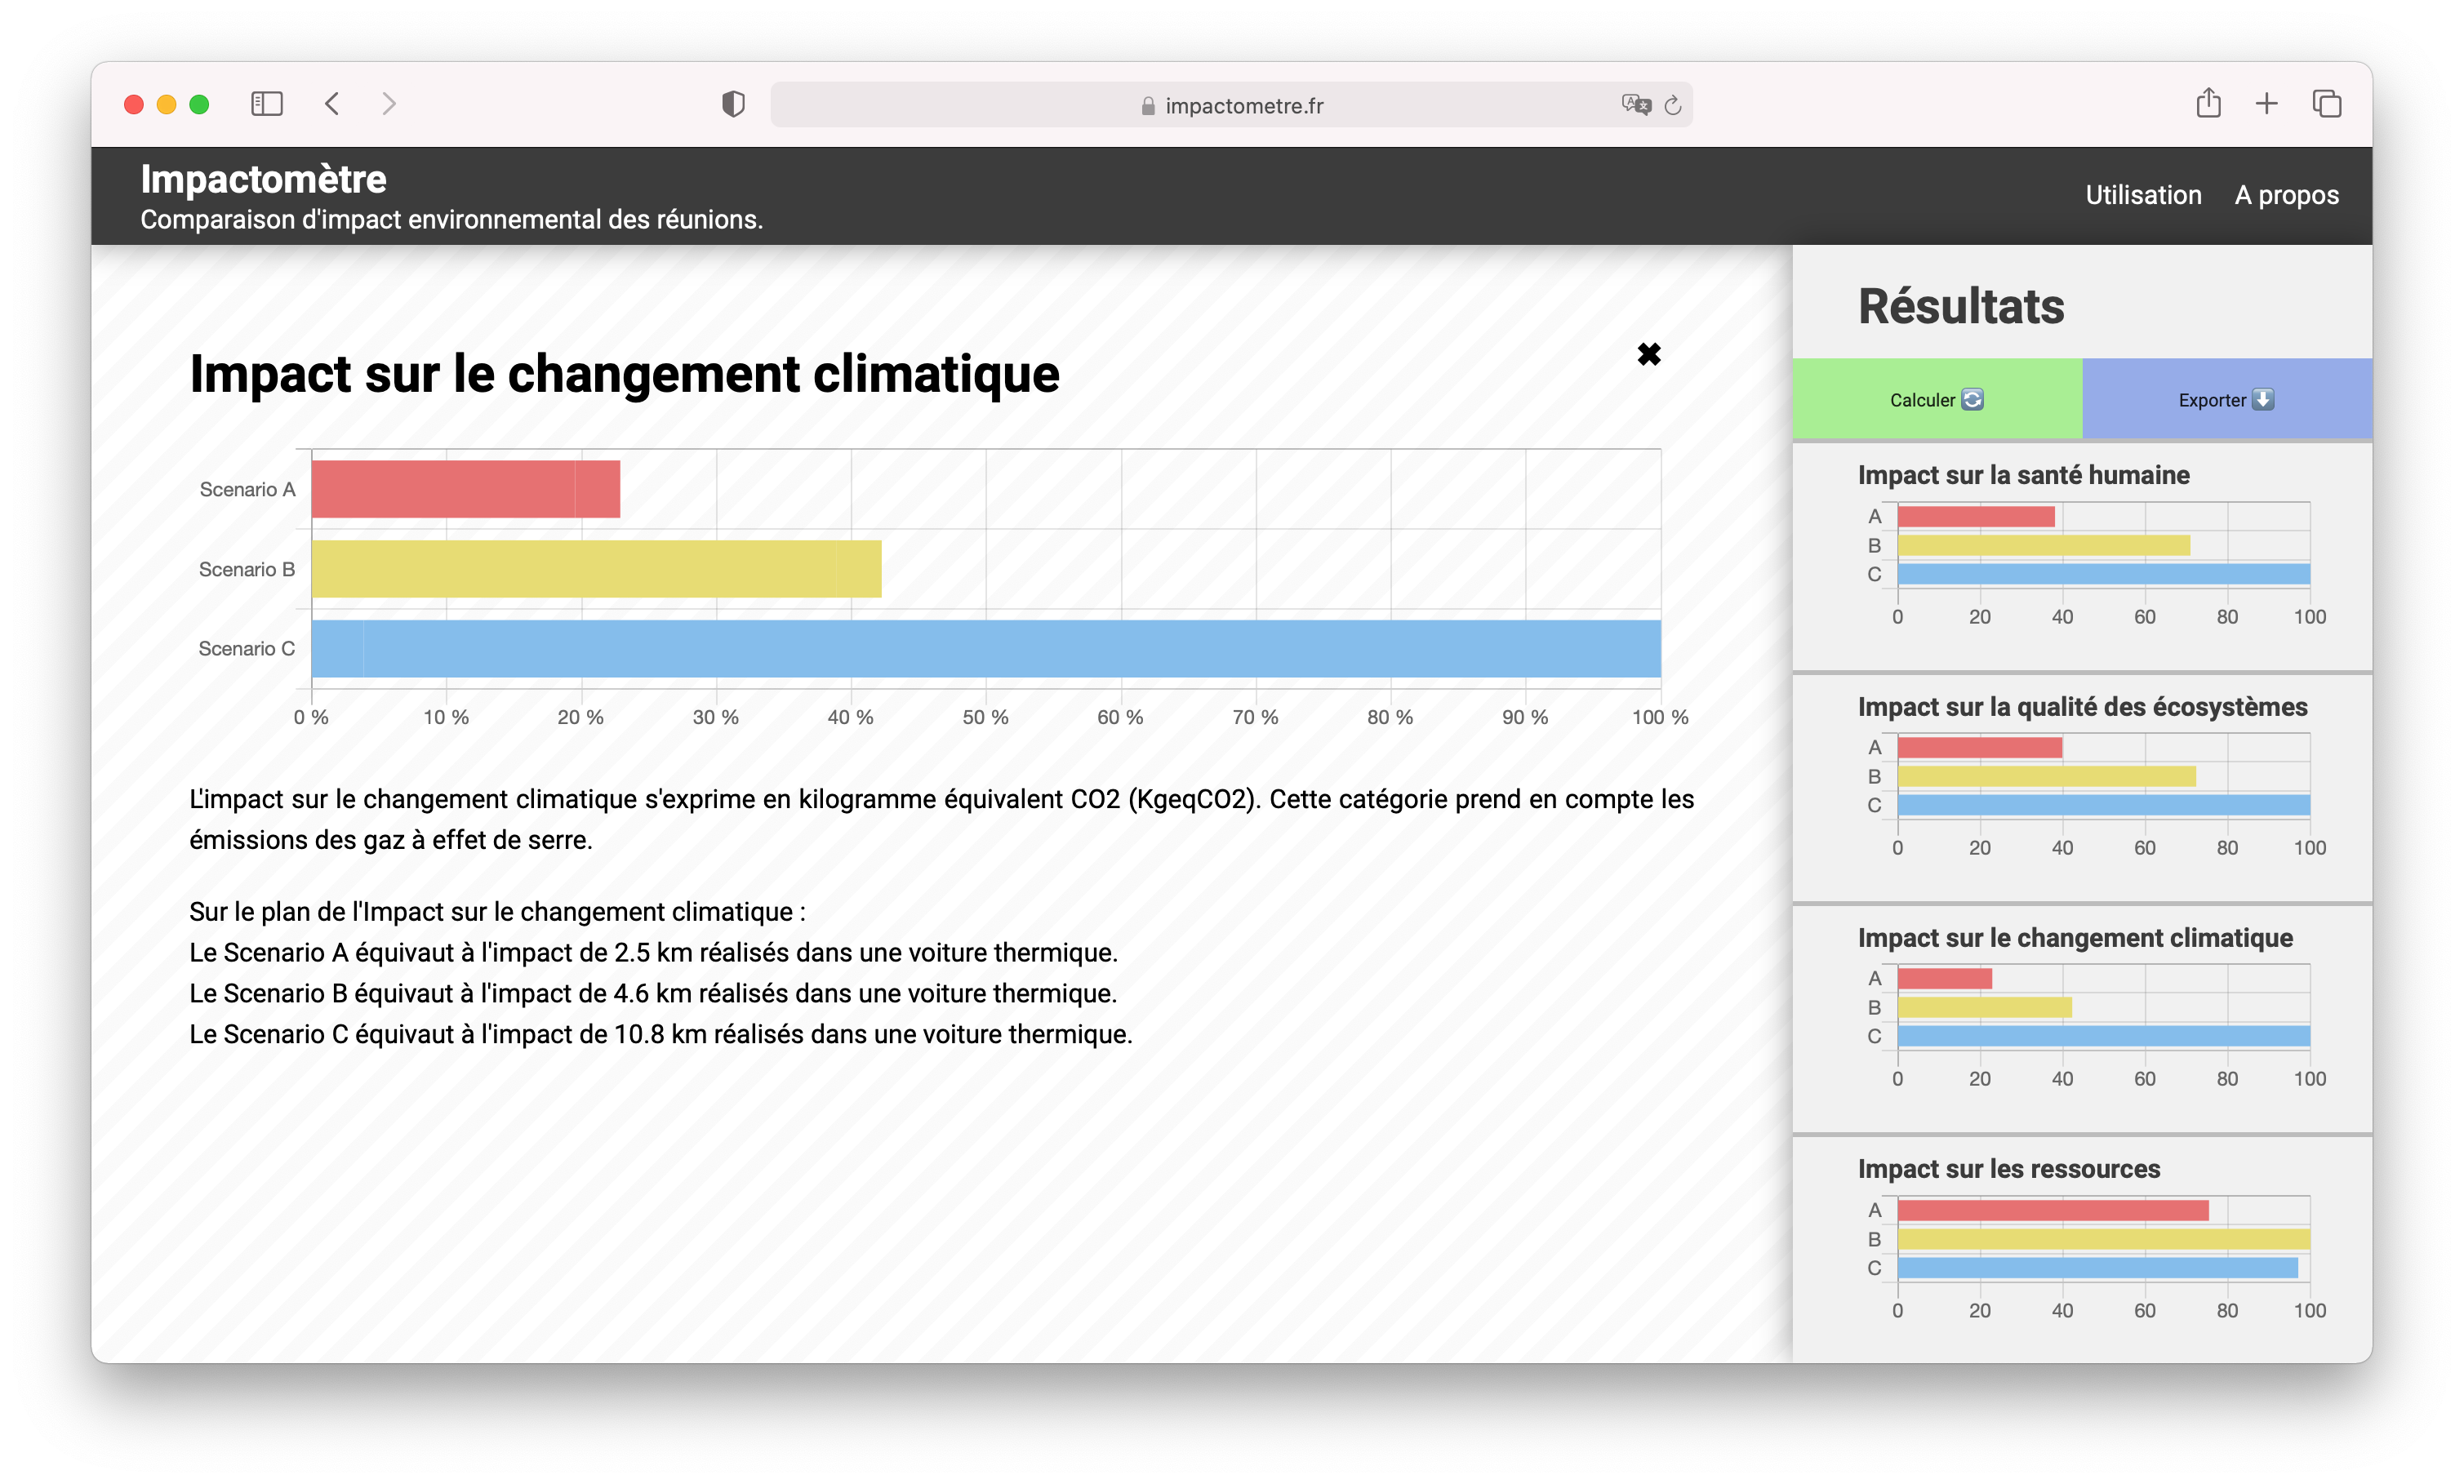 impactometre.fr
Impactomètre
Comparaison d'impact environnemental des réunions.
Utilisation
A propos
Impact sur le changement climatique
✖
Scenario A
Scenario B
Scenario C
0 %
10 %
20 %
30 %
40 %
50 %
60 %
70 %
80 %
90 %
100 %
L'impact sur le changement climatique s'exprime en kilogramme équivalent CO2 (KgeqCO2). Cette catégorie prend en compte les
émissions des gaz à effet de serre.
Sur le plan de l'Impact sur le changement climatique :
Le Scenario A équivaut à l'impact de 2.5 km réalisés dans une voiture thermique.
Le Scenario B équivaut à l'impact de 4.6 km réalisés dans une voiture thermique.
Le Scenario C équivaut à l'impact de 10.8 km réalisés dans une voiture thermique.
Résultats
Calculer
Exporter
Impact sur la santé humaine
A
B
C
0 20 40 60 80 100
Impact sur la qualité des écosystèmes
A
B
C
0 20 40 60 80 100
Impact sur le changement climatique
A
B
C
0 20 40 60 80 100
Impact sur les ressources
A
B
C
0 20 40 60 80 100